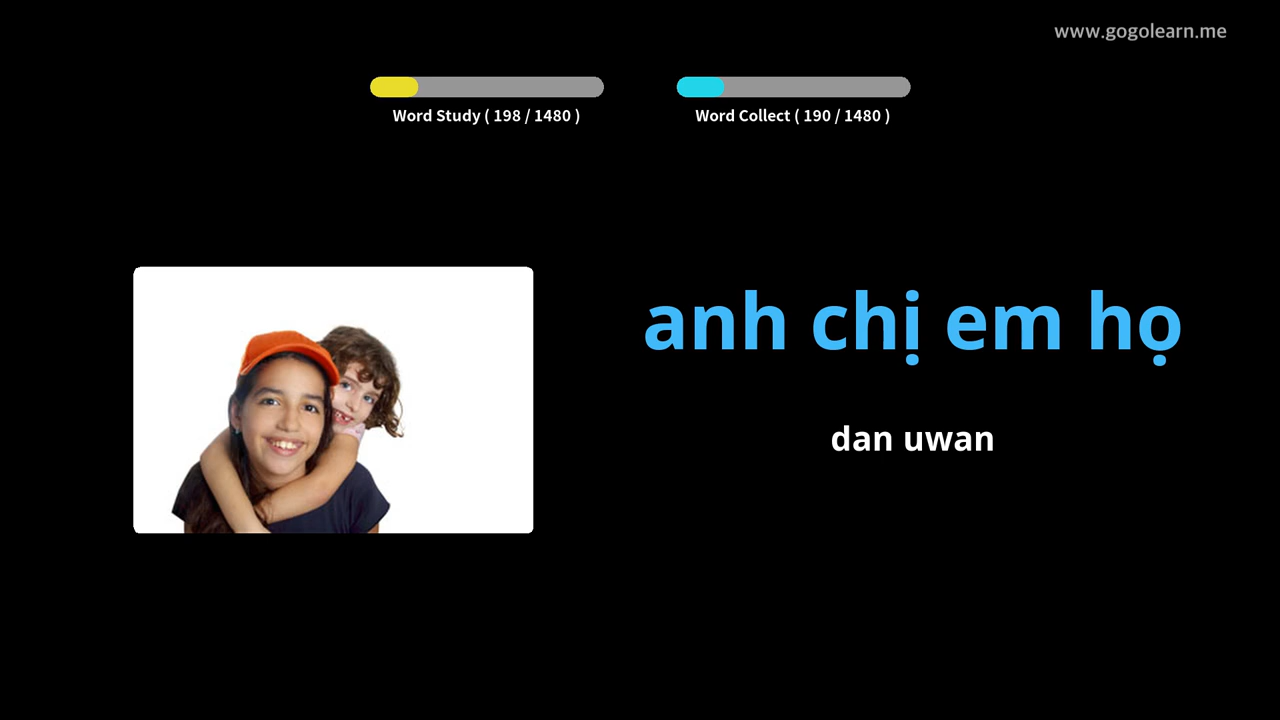 www.gogolearn.me
Word Study ( 198 / 1480 )
Word Collect ( 190 / 1480 )
anh chị em họ
dan uwan